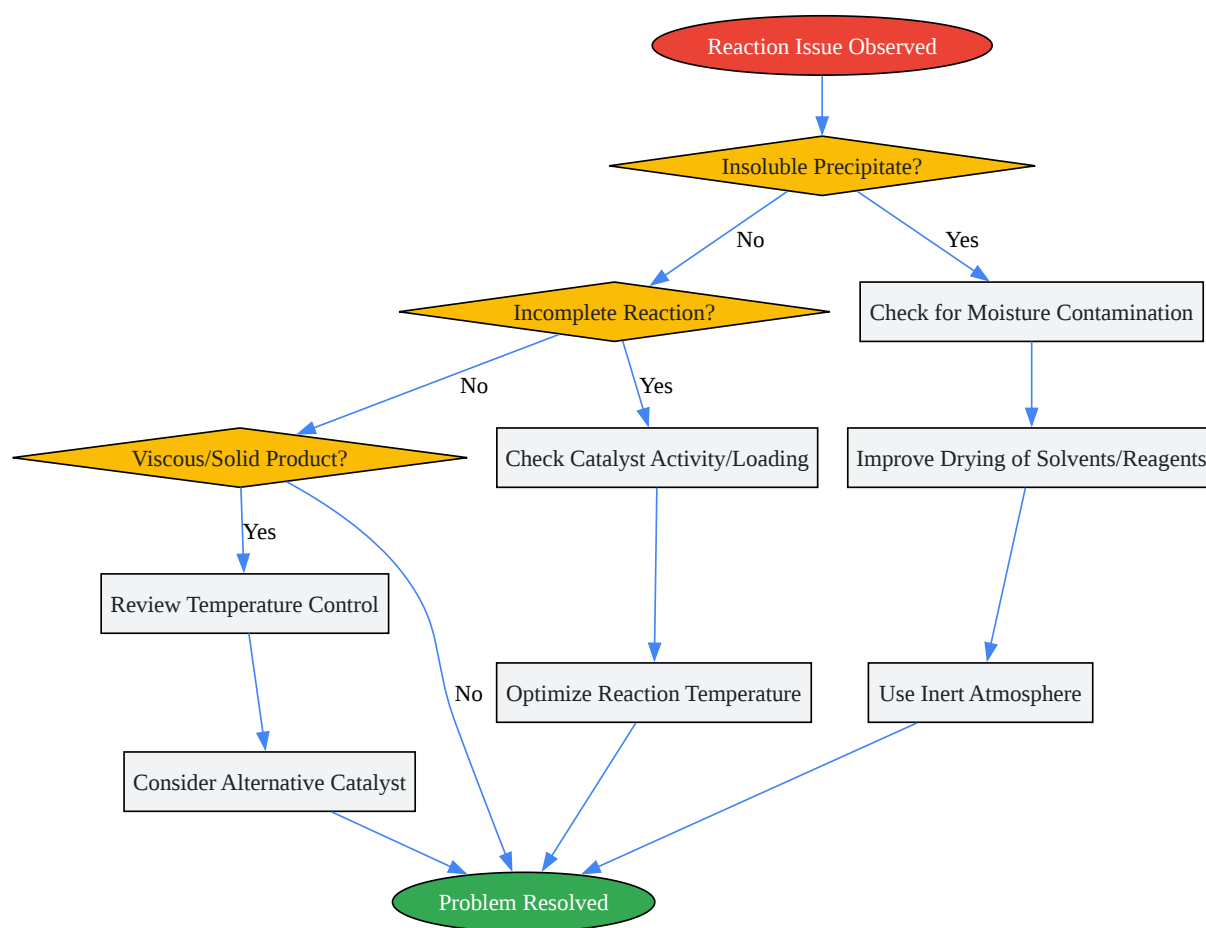 Reaction Issue Observed
Insoluble Precipitate?
No
Yes
Incomplete Reaction?
Check for Moisture Contamination
No
Yes
Viscous/Solid Product?
Check Catalyst Activity/Loading
Improve Drying of Solvents/Reagents
Yes
Review Temperature Control
No
Optimize Reaction Temperature
Use Inert Atmosphere
Consider Alternative Catalyst
Problem Resolved